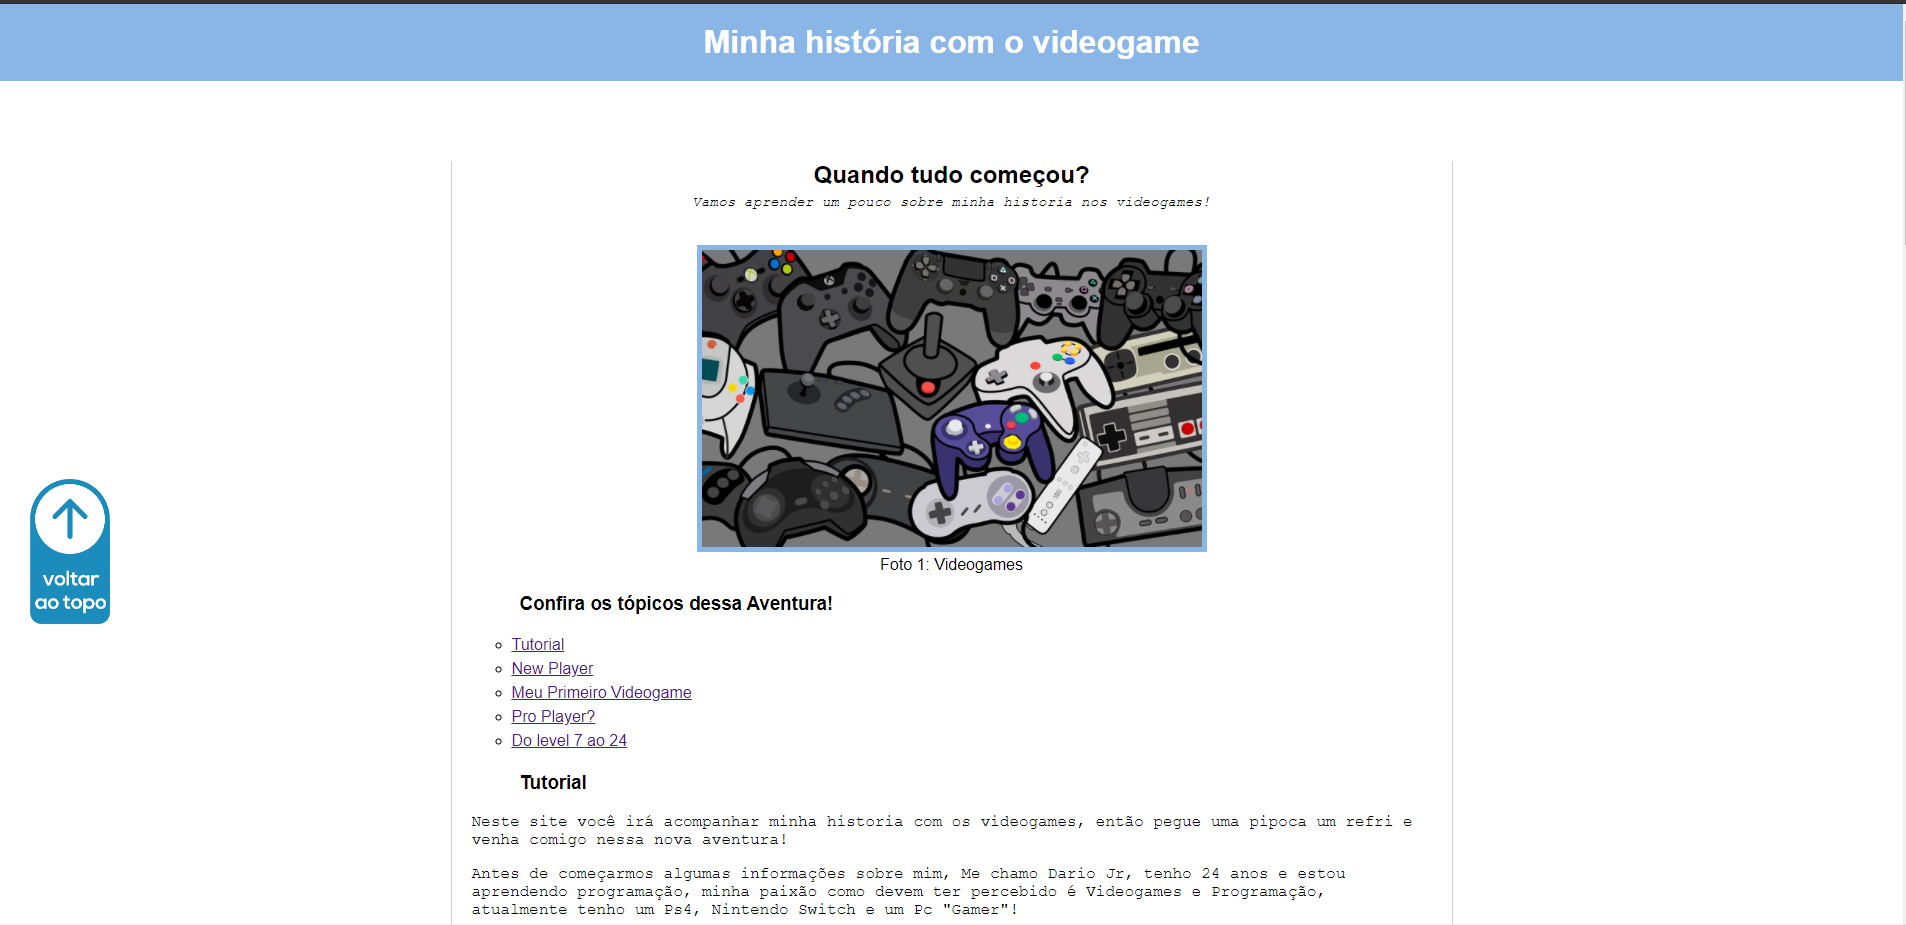 Minha história com o videogame
Quando tudo começou?
Vamos aprender um pouco sobre minha historia nos videogames!
Foto 1: Videogames
Confira os tópicos dessa Aventura!
Tutorial
New Player
Meu Primeiro Videogame
Pro Player?
Do level 7 ao 24
voltar
ao topo
Tutorial
Neste site você irá acompanhar minha historia com os videogames, então pegue uma pipoca um refri e
venha comigo nessa nova aventura!
Antes de começarmos algumas informações sobre mim, Me chamo Dario Jr, tenho 24 anos e estou
aprendendo programação, minha paixão como devem ter percebido é Videogames e Programação,
atualmente tenho um Ps4, Nintendo Switch e um Pc "Gamer"!